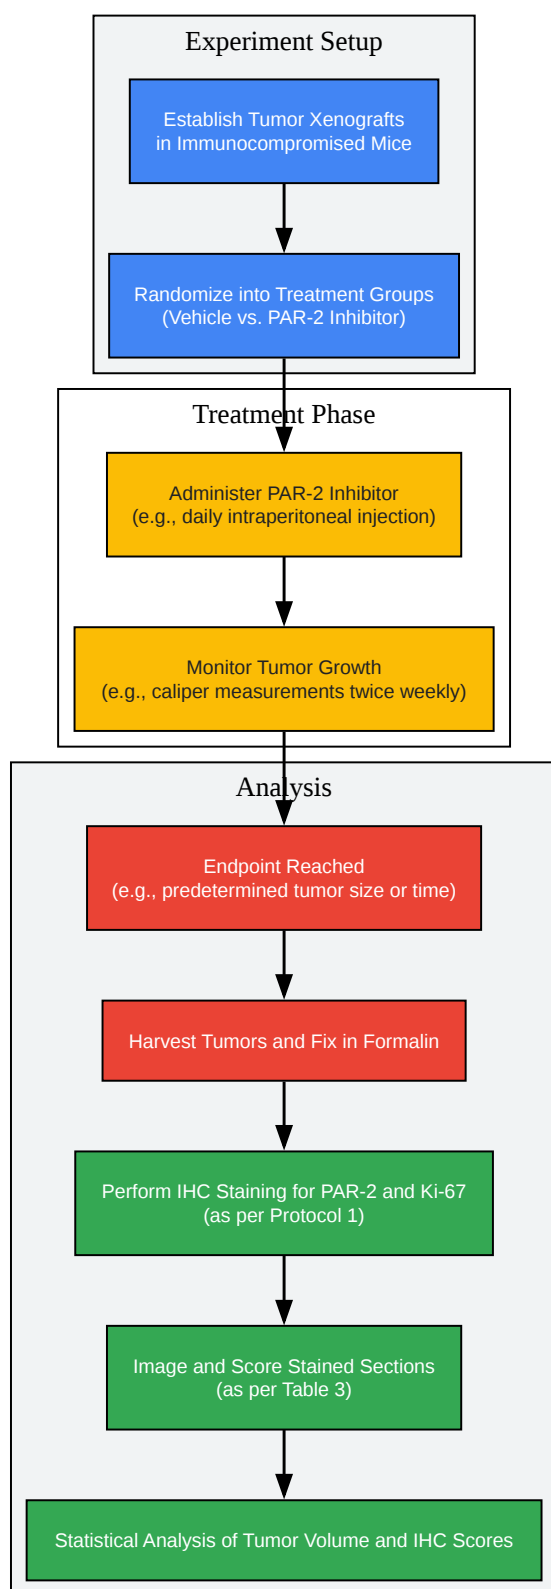 Experiment Setup
Establish Tumor Xenografts
in Immunocompromised Mice
Randomize into Treatment Groups
(Vehicle vs. PAR-2 Inhibitor)
Treatment Phase
Administer PAR-2 Inhibitor
(e.g., daily intraperitoneal injection)
Monitor Tumor Growth
(e.g., caliper measurements twice weekly)
Analysis
Endpoint Reached
(e.g., predetermined tumor size or time)
Harvest Tumors and Fix in Formalin
Perform IHC Staining for PAR-2 and Ki-67
(as per Protocol 1)
Image and Score Stained Sections
(as per Table 3)
Statistical Analysis of Tumor Volume and IHC Scores